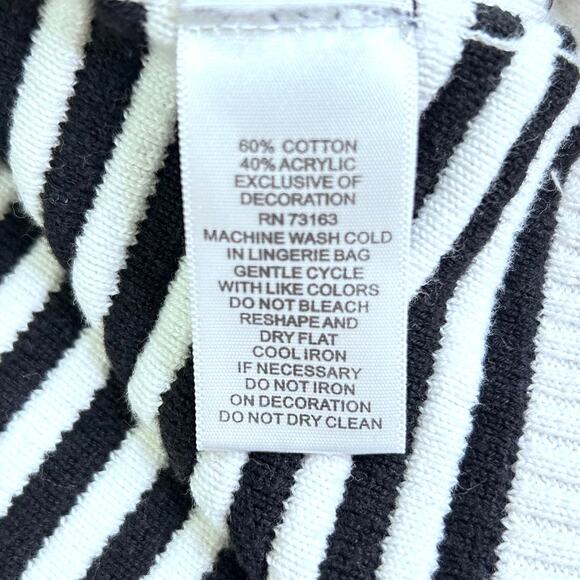 60% COTTON
40% ACRYLIC
EXCLUSIVE OF
DECORATION
RN 73163
MACHINE WASH COLD
IN LINGERIE BAG
GENTLE CYCLE
WITH LIKE COLORS
DO NOT BLEACH
RESHAPE AND
DRY FLAT
COOL IRON
IF NECESSARY
DO NOT IRON
ON DECORATION
DO NOT DRY CLEAN